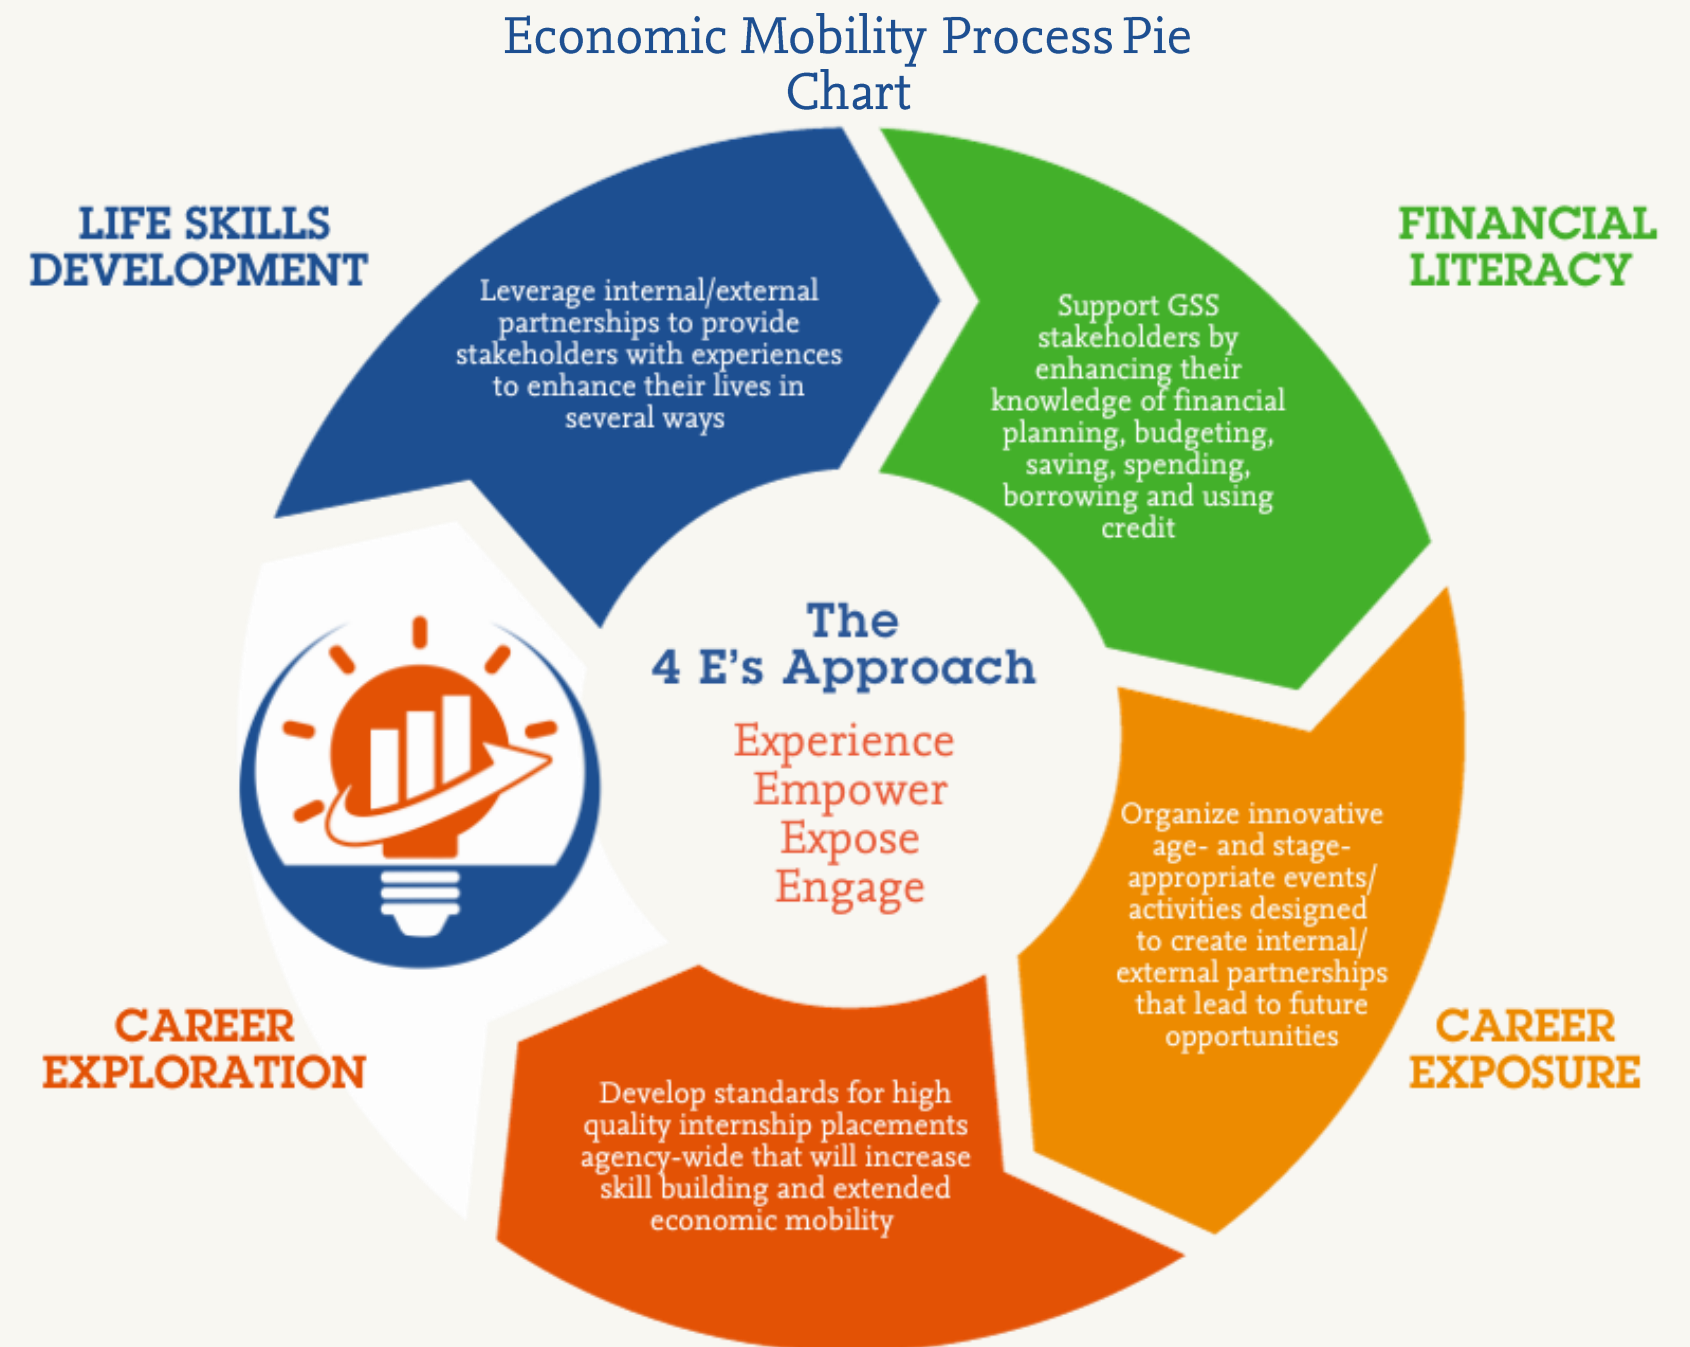 Economic Mobility Process Pie
Chart
LIFE SKILLS
DEVELOPMENT
Leverage internal/external
partnerships to provide
stakeholders with experiences
to enhance their lives in
several ways
FINANCIAL
LITERACY
Support GSS
stakeholders by
enhancing their
knowledge of financial
planning, budgeting,
saving, spending,
borrowing and using
credit
The
4 E's Approach
Experience
Empower
Expose
Engage
Organize innovative
age- and stage-
appropriate events/
activities designed
to create internal/
external partnerships
that lead to future
opportunities
CAREER
EXPOSURE
CAREER
EXPLORATION
Develop standards for high
quality internship placements
agency-wide that will increase
skill building and extended
economic mobility